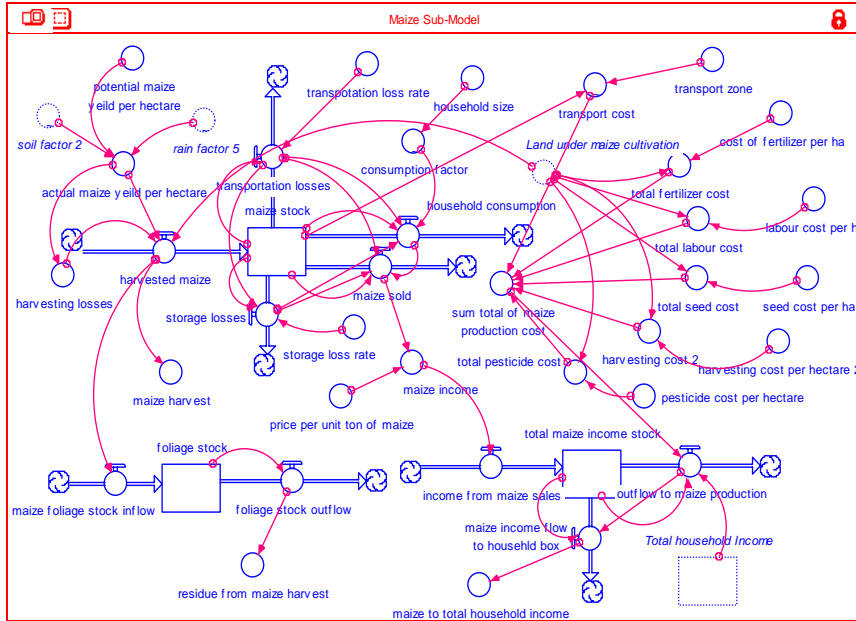 Maize Sub-Model
potential maize
yeild per hectare
transpotation loss rate
household size
transport cost
transport zone
soil factor 2
rain factor 5
consumption factor
Land under maize cultivation
cost of fertilizer per ha
actual maize yeild per hectare
transportation losses
total fertilizer cost
maize stock
household consumption
labour cost per h
total labour cost
harvested maize
harvesting losses
maize sold
storage losses
sum total of maize
production cost
total seed cost
seed cost per ha
storage loss rate
total pesticide cost
harvesting cost 2
harvesting cost per hectare 2
maize harvest
maize income
price per unit ton of maize
pesticide cost per hectare
foliage stock
total maize income stock
maize foliage stock inflow
foliage stock outflow
income from maize sales
outflow to maize production
maize income flow
to househld box
Total household Income
residue from maize harvest
maize to total household income